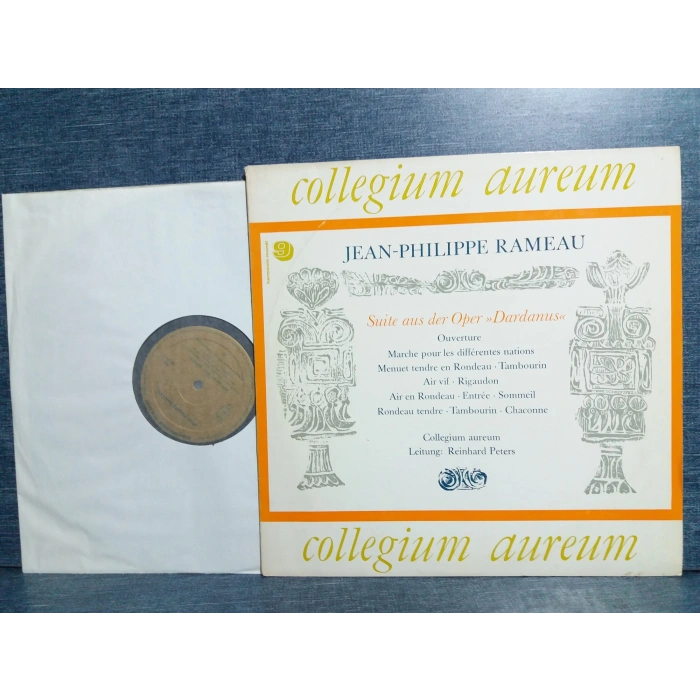 collegium aureum
JEAN-PHILIPPE RAMEAU
Suite aus der Oper »Dardanus«
Ouverture
Marche pour les différentes nations
Menuet tendre en Rondeau · Tambourin
Air vif · Rigaudon
Air en Rondeau · Entrée · Sommeil
Rondeau tendre · Tambourin · Chaconne
Collegium aureum
Leitung: Reinhard Peters
collegium aureum